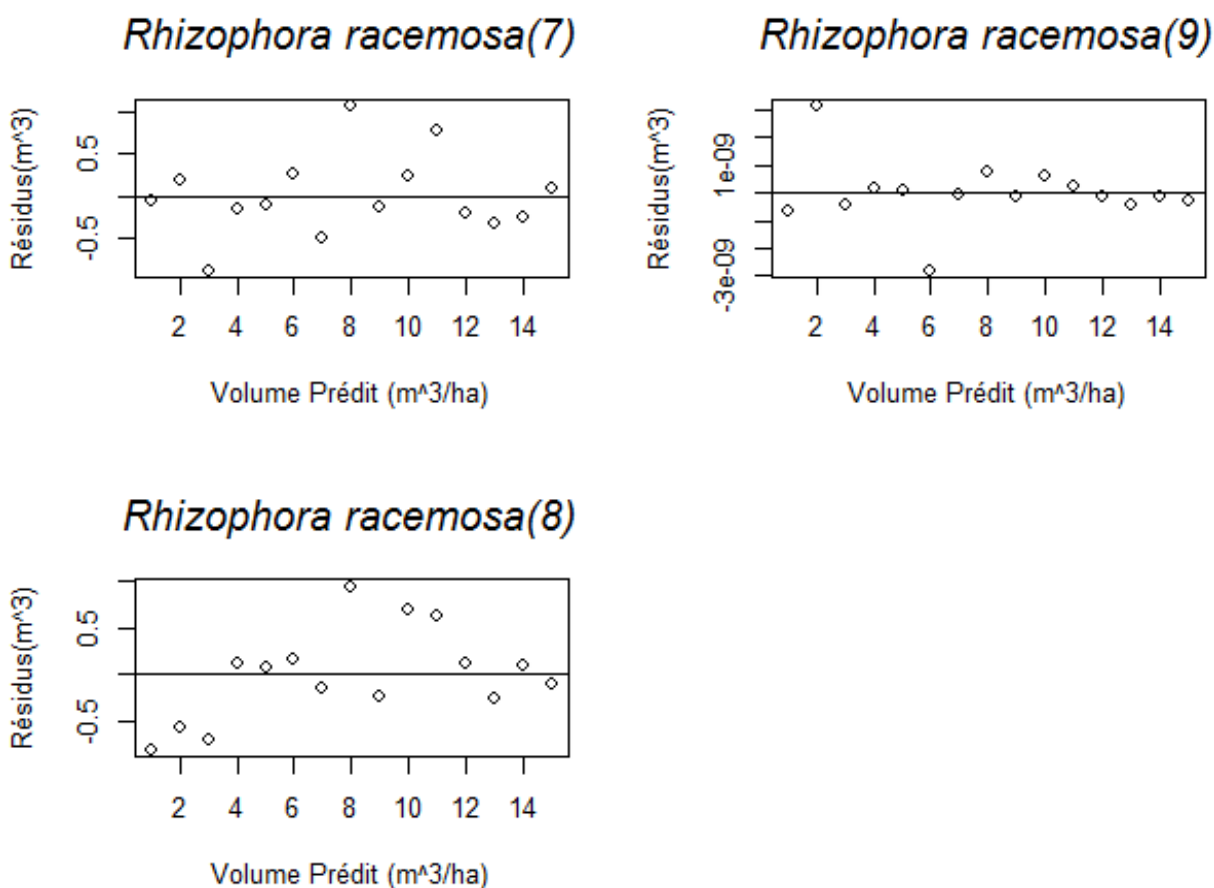 Rhizophora racemosa(7)
Résidus(m^3)
0.5
-0.5
2 4 6 8 10 12 14
Volume Prédit (m^3/ha)
Rhizophora racemosa(9)
Résidus(m^3)
1e-09
-3e-09
2 4 6 8 10 12 14
Volume Prédit (m^3/ha)
Rhizophora racemosa(8)
Résidus(m^3)
0.5
-0.5
2 4 6 8 10 12 14
Volume Prédit (m^3/ha)